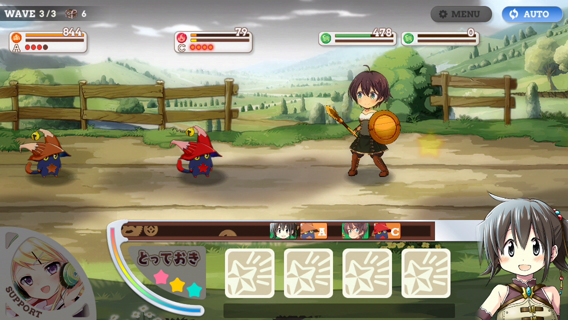 WAVE 3/3 6
MENU
AUTO
844
79
478
0
A
C
A
C
とっておき
SUPPORT